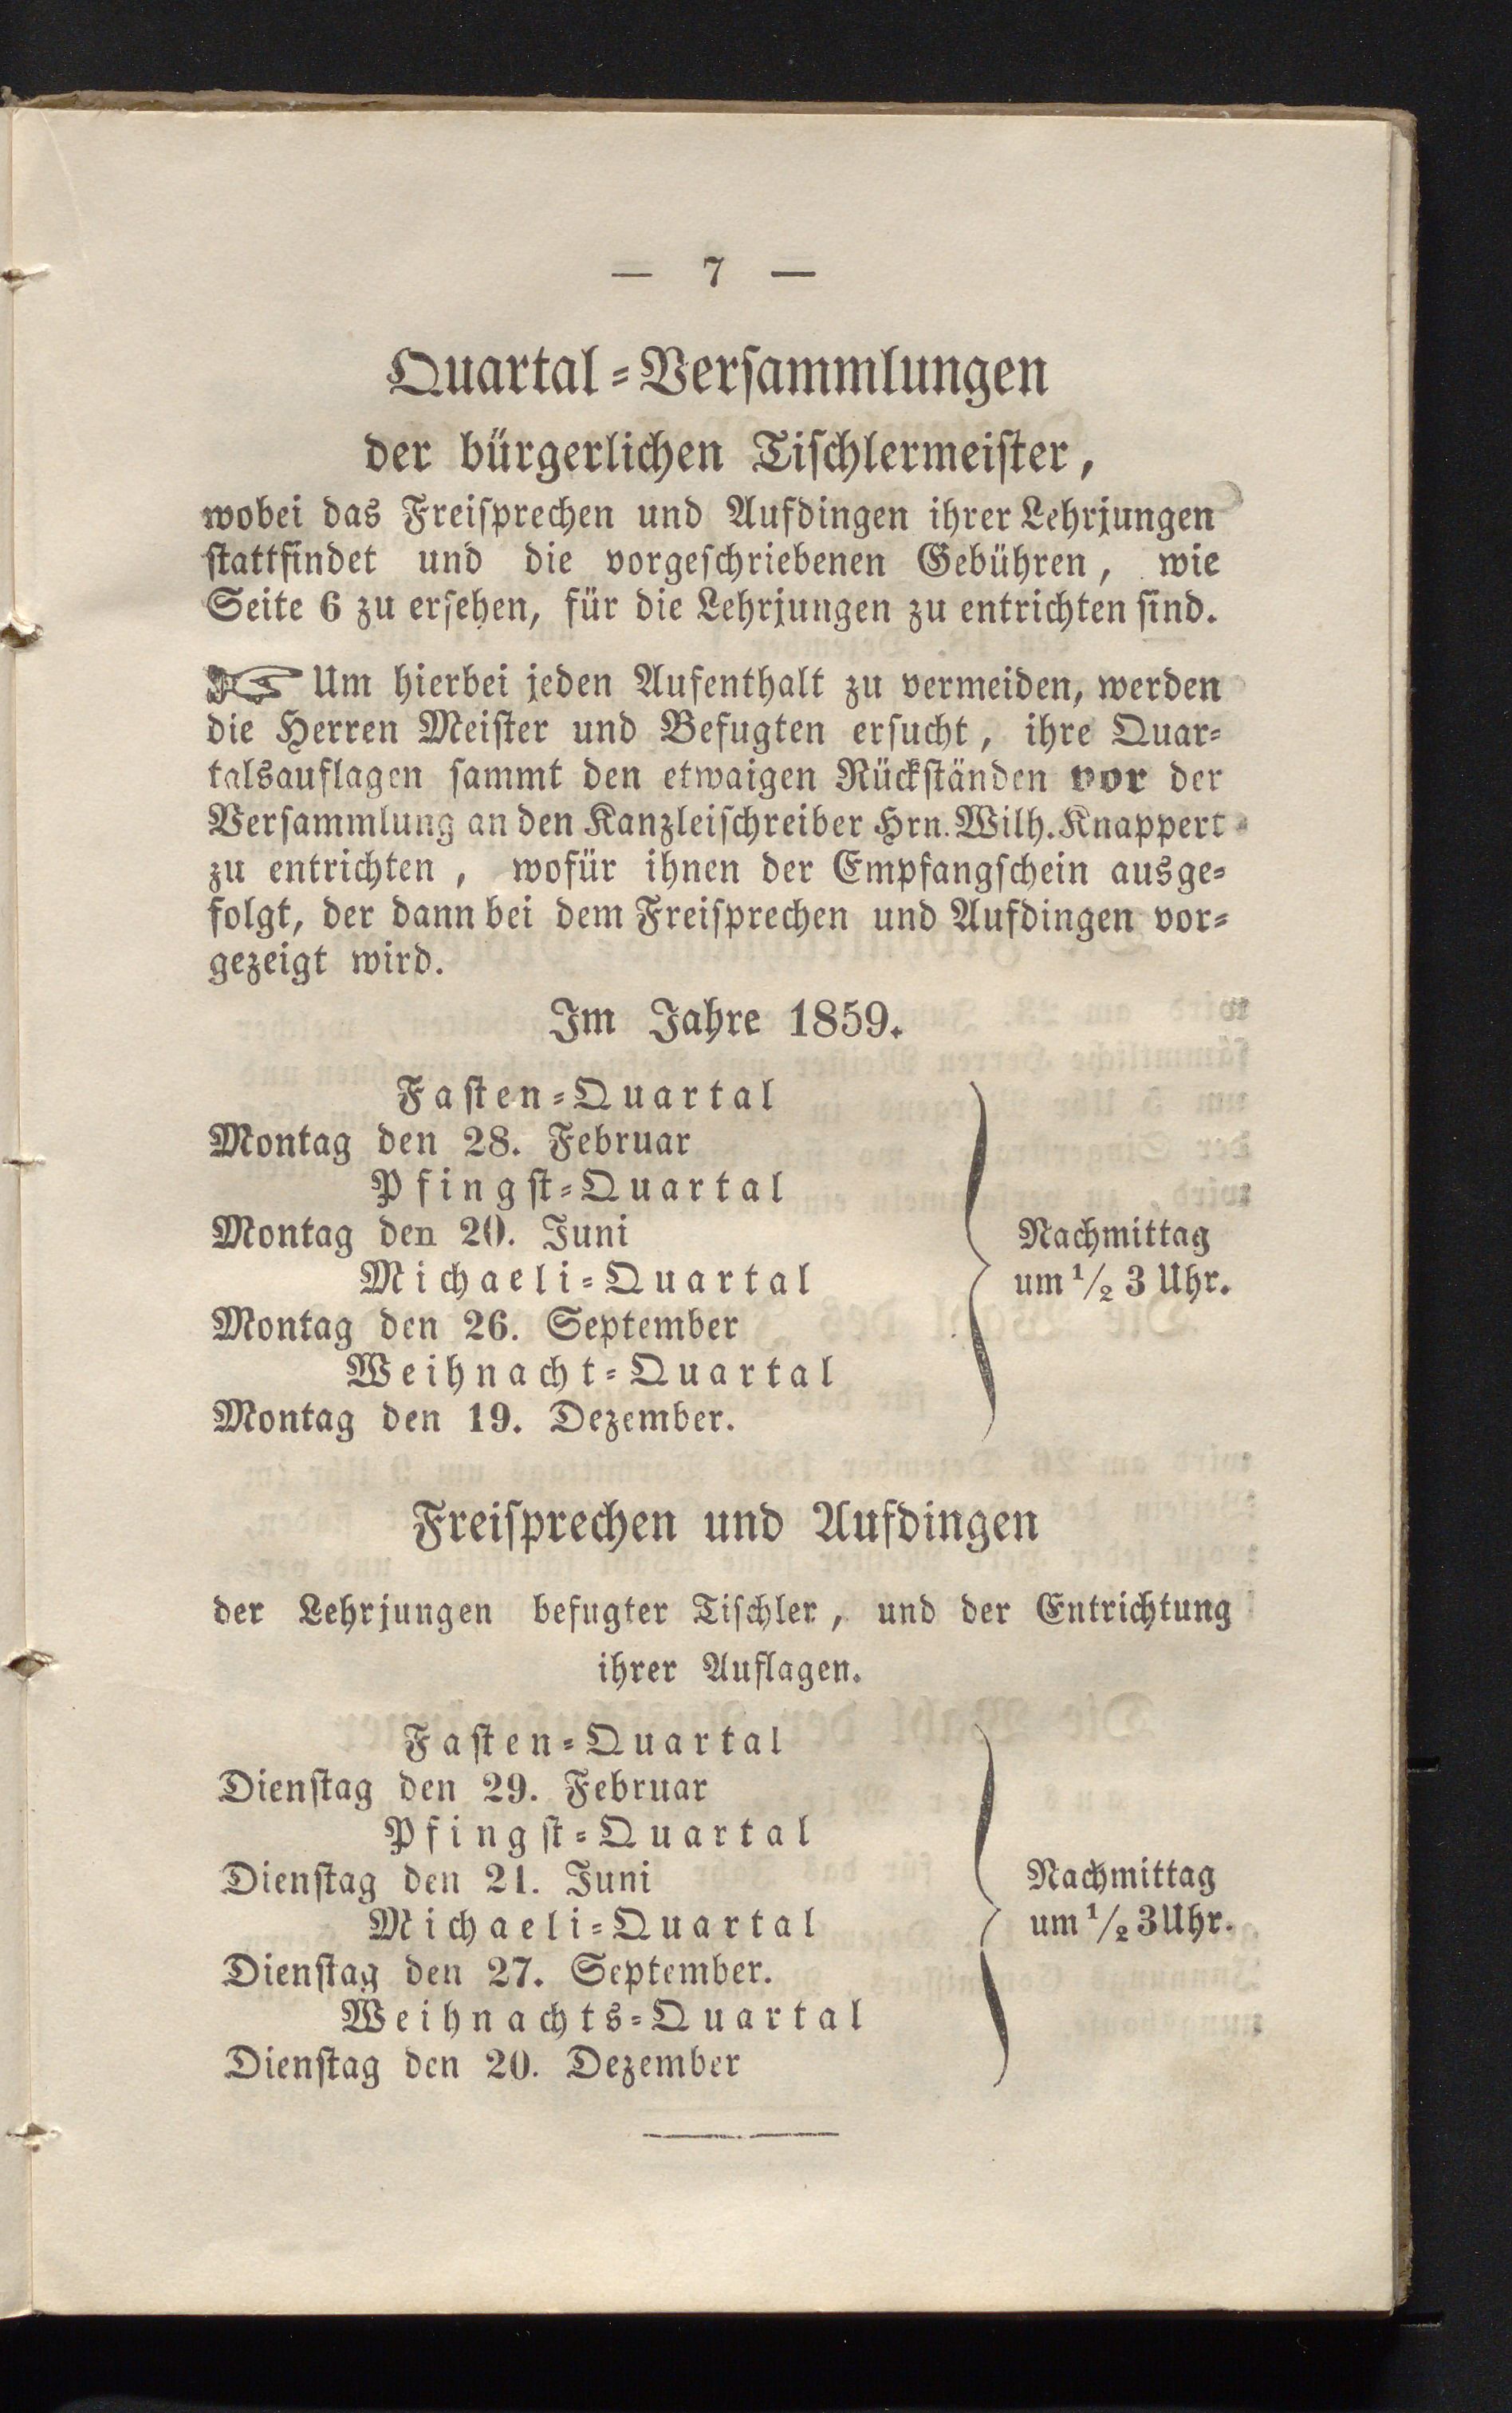 — 7 —
Quartal-Versammlungen
der bürgerlichen Tischlermeister,
wobei das Freisprechen und Aufdingen ihrer Lehrjungen
stattfindet und die vorgeschriebenen Gebühren, wie
Seite 6 zu ersehen, für die Lehrjungen zu entrichten sind.
☞ Um hierbei jeden Aufenthalt zu vermeiden, werden
die Herren Meister und Befugten ersucht, ihre Quar-
talsauflagen sammt den etwaigen Rückständen vor der
Versammlung an den Kanzleischreiber Hrn. Wilh. Knappert
zu entrichten, wofür ihnen der Empfangschein ausge-
folgt, der dann bei dem Freisprechen und Aufdingen vor-
gezeigt wird.
Im Jahre 1859.
Fasten-Quartal
Montag den 28. Februar
Pfingst-Quartal
Montag den 20. Juni
Michaeli-Quartal
Montag den 26. September
Weihnacht-Quartal
Montag den 19. Dezember.
Nachmittag
um 1/2 3 Uhr.
Freisprechen und Aufdingen
der Lehrjungen befugter Tischler, und der Entrichtung
ihrer Auflagen.
Fasten-Quartal
Dienstag den 29. Februar
Pfingst-Quartal
Dienstag den 21. Juni
Michaeli-Quartal
Dienstag den 27. September.
Weihnachts-Quartal
Dienstag den 20. Dezember
Nachmittag
um 1/2 3 Uhr.